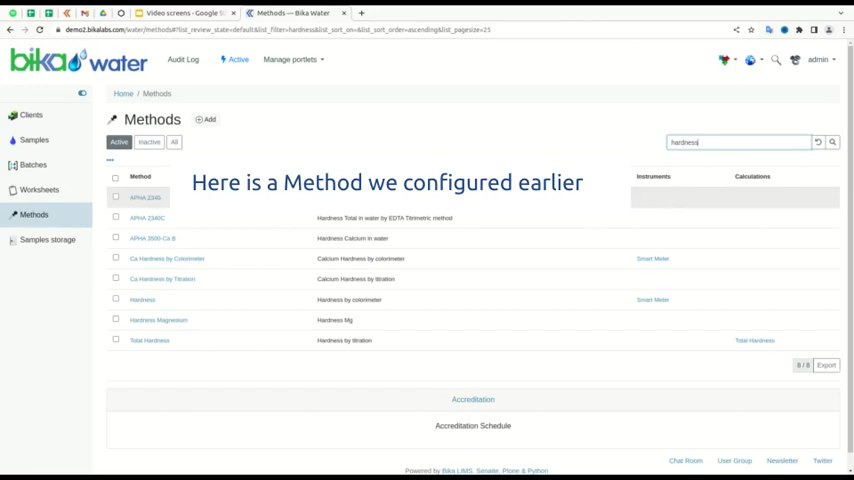 Video screens - Google Sl
Methods — Bika Water
demo2.bikalabs.com/water/methods#?list_review_state=default&list_filter=hardness&list_sort_on=&list_sort_order=ascending&list_pagesize=25
bika water
Audit Log
Active
Manage portlets
admin
Clients
Samples
Batches
Worksheets
Methods
Samples storage
Home / Methods
Methods
Add
Active
Inactive
All
hardness
Here is a Method we configured earlier
Method
Instruments
Calculations
APHA 2345
APHA 2340C
Hardness Total in water by EDTA Titrimetric method
APHA 3500-Ca B
Hardness Calcium in water
Ca Hardness by Colorimeter
Calcium Hardness by colorimeter
Smart Meter
Ca Hardness by Titration
Calcium Hardness by titration
Hardness
Hardness by colorimeter
Smart Meter
Hardness Magnesium
Hardness Mg
Total Hardness
Hardness by titration
Total Hardness
8 / 8
Export
Accreditation
Accreditation Schedule
Chat Room
User Group
Newsletter
Twitter
Powered by Bika LIMS, Senaite, Plone & Python